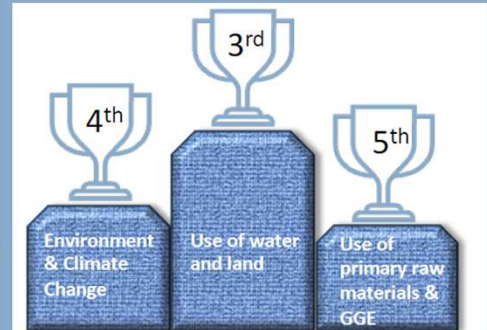 4th
Environment
& Climate
Change
3rd
Use of water
and land
5th
Use of
primary raw
materials &
GGE